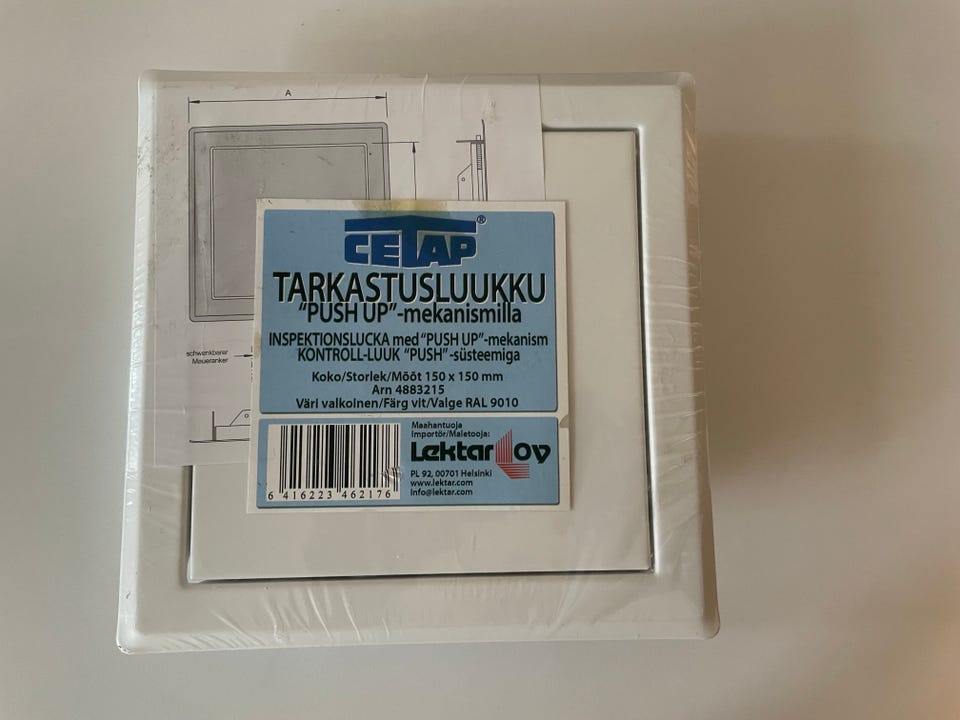 A
CETAP®
TARKASTUSLUUKKU
"PUSH UP"-mekanismilla
INSPEKTIONSLUCKA med "PUSH UP"-mekanism
KONTROLL-LUUK "PUSH"-süsteemiga
Koko/Storlek/Mõõt 150 x 150 mm
Arn 4883215
Väri valkoinen/Färg vit/Valge RAL 9010
schwenkbarer
Maueranker
6 416223 462176
Maahantuoja
Importör/Maletooja:
Lektar Oy
PL 92, 00701 Helsinki
www.lektar.com
info@lektar.com